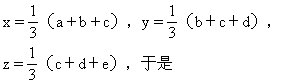 x=1/3（a+b+c），y=1/3（b+c+d），
z=1/3（c+d+e），于是